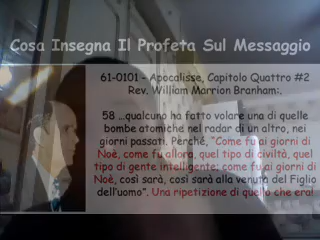 Cosa Insegna Il Profeta Sul Messaggio
61-0101 - Apocalisse, Capitolo Quattro #2
Rev. William Marrion Branham:.
58 …qualcuno ha fatto volare una di quelle
bombe atomiche nel radar di un altro, nei
giorni passati. Perché, "Come fu ai giorni di
Noè, come fu allora, quel tipo di civiltà, quel
tipo di gente intelligente; come fu ai giorni di
Noè, così sarà, così sarà alla venuta del Figlio
dell'uomo". Una ripetizione di quello che era!